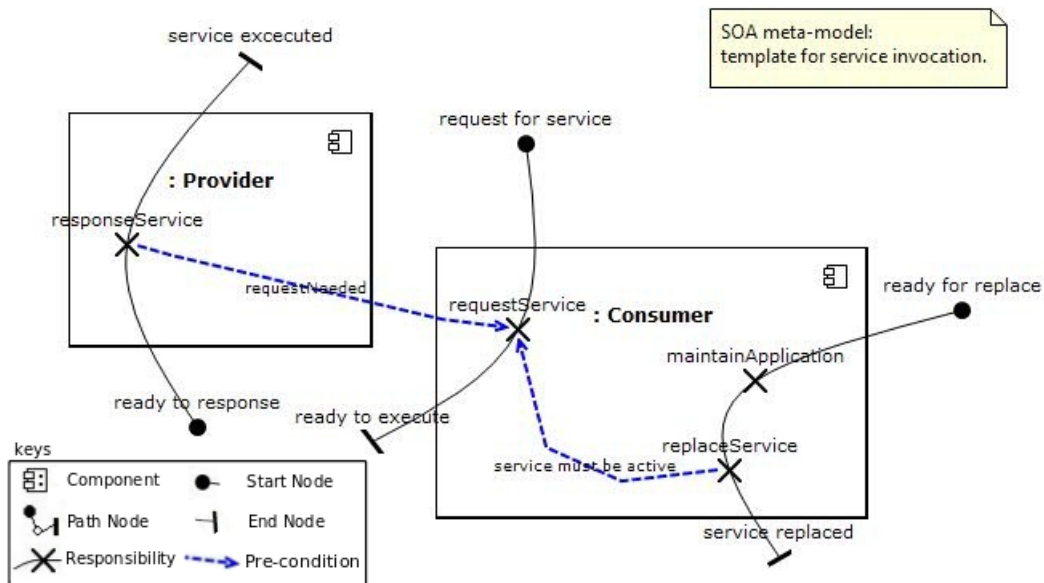 service excecuted
SOA meta-model:
template for service invocation.
request for service
: Provider
responseService
requestNeeded
requestService
: Consumer
ready for replace
maintainApplication
ready to response
ready to execute
replaceService
service must be active
service replaced
keys
Component
Start Node
Path Node
End Node
Responsibility
Pre-condition